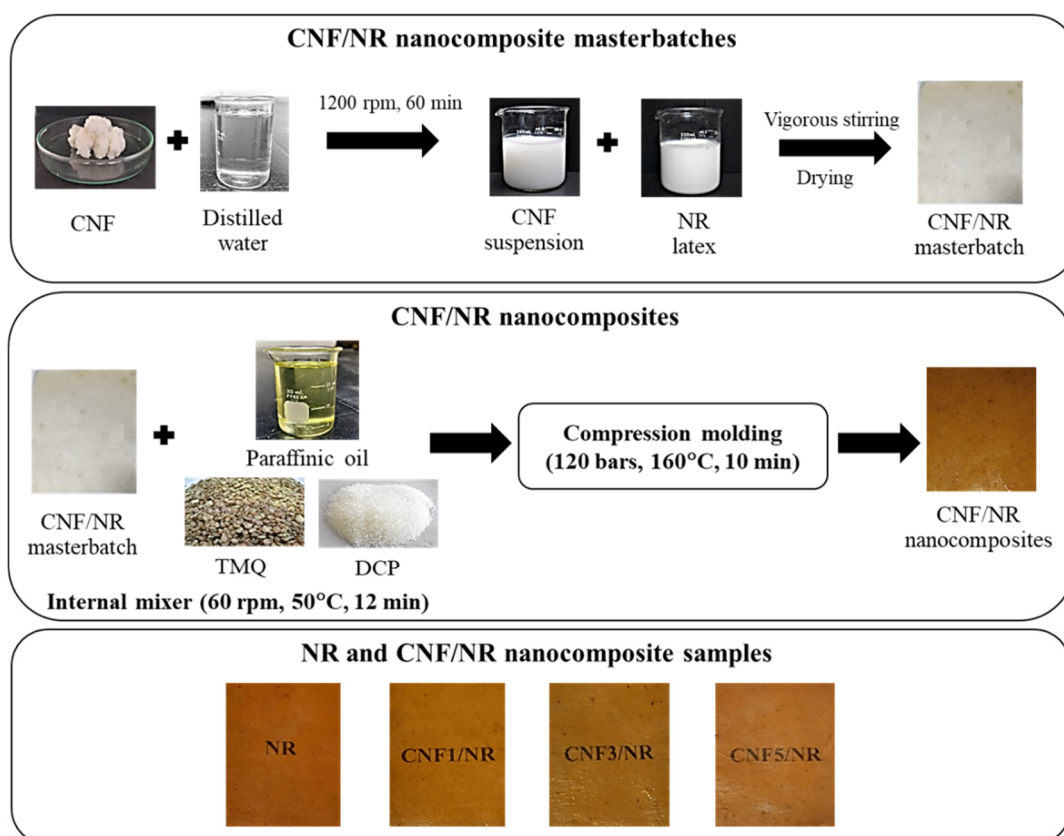 CNF/NR nanocomposite masterbatches
1200 rpm, 60 min
Vigorous stirring
Drying
CNF
Distilled
water
CNF
suspension
NR
latex
CNF/NR
masterbatch
CNF/NR nanocomposites
Paraffinic oil
Compression molding
(120 bars, 160°C, 10 min)
CNF/NR
masterbatch
TMQ
DCP
CNF/NR
nanocomposites
Internal mixer (60 rpm, 50°C, 12 min)
NR and CNF/NR nanocomposite samples
NR
CNF1/NR
CNF3/NR
CNF5/NR